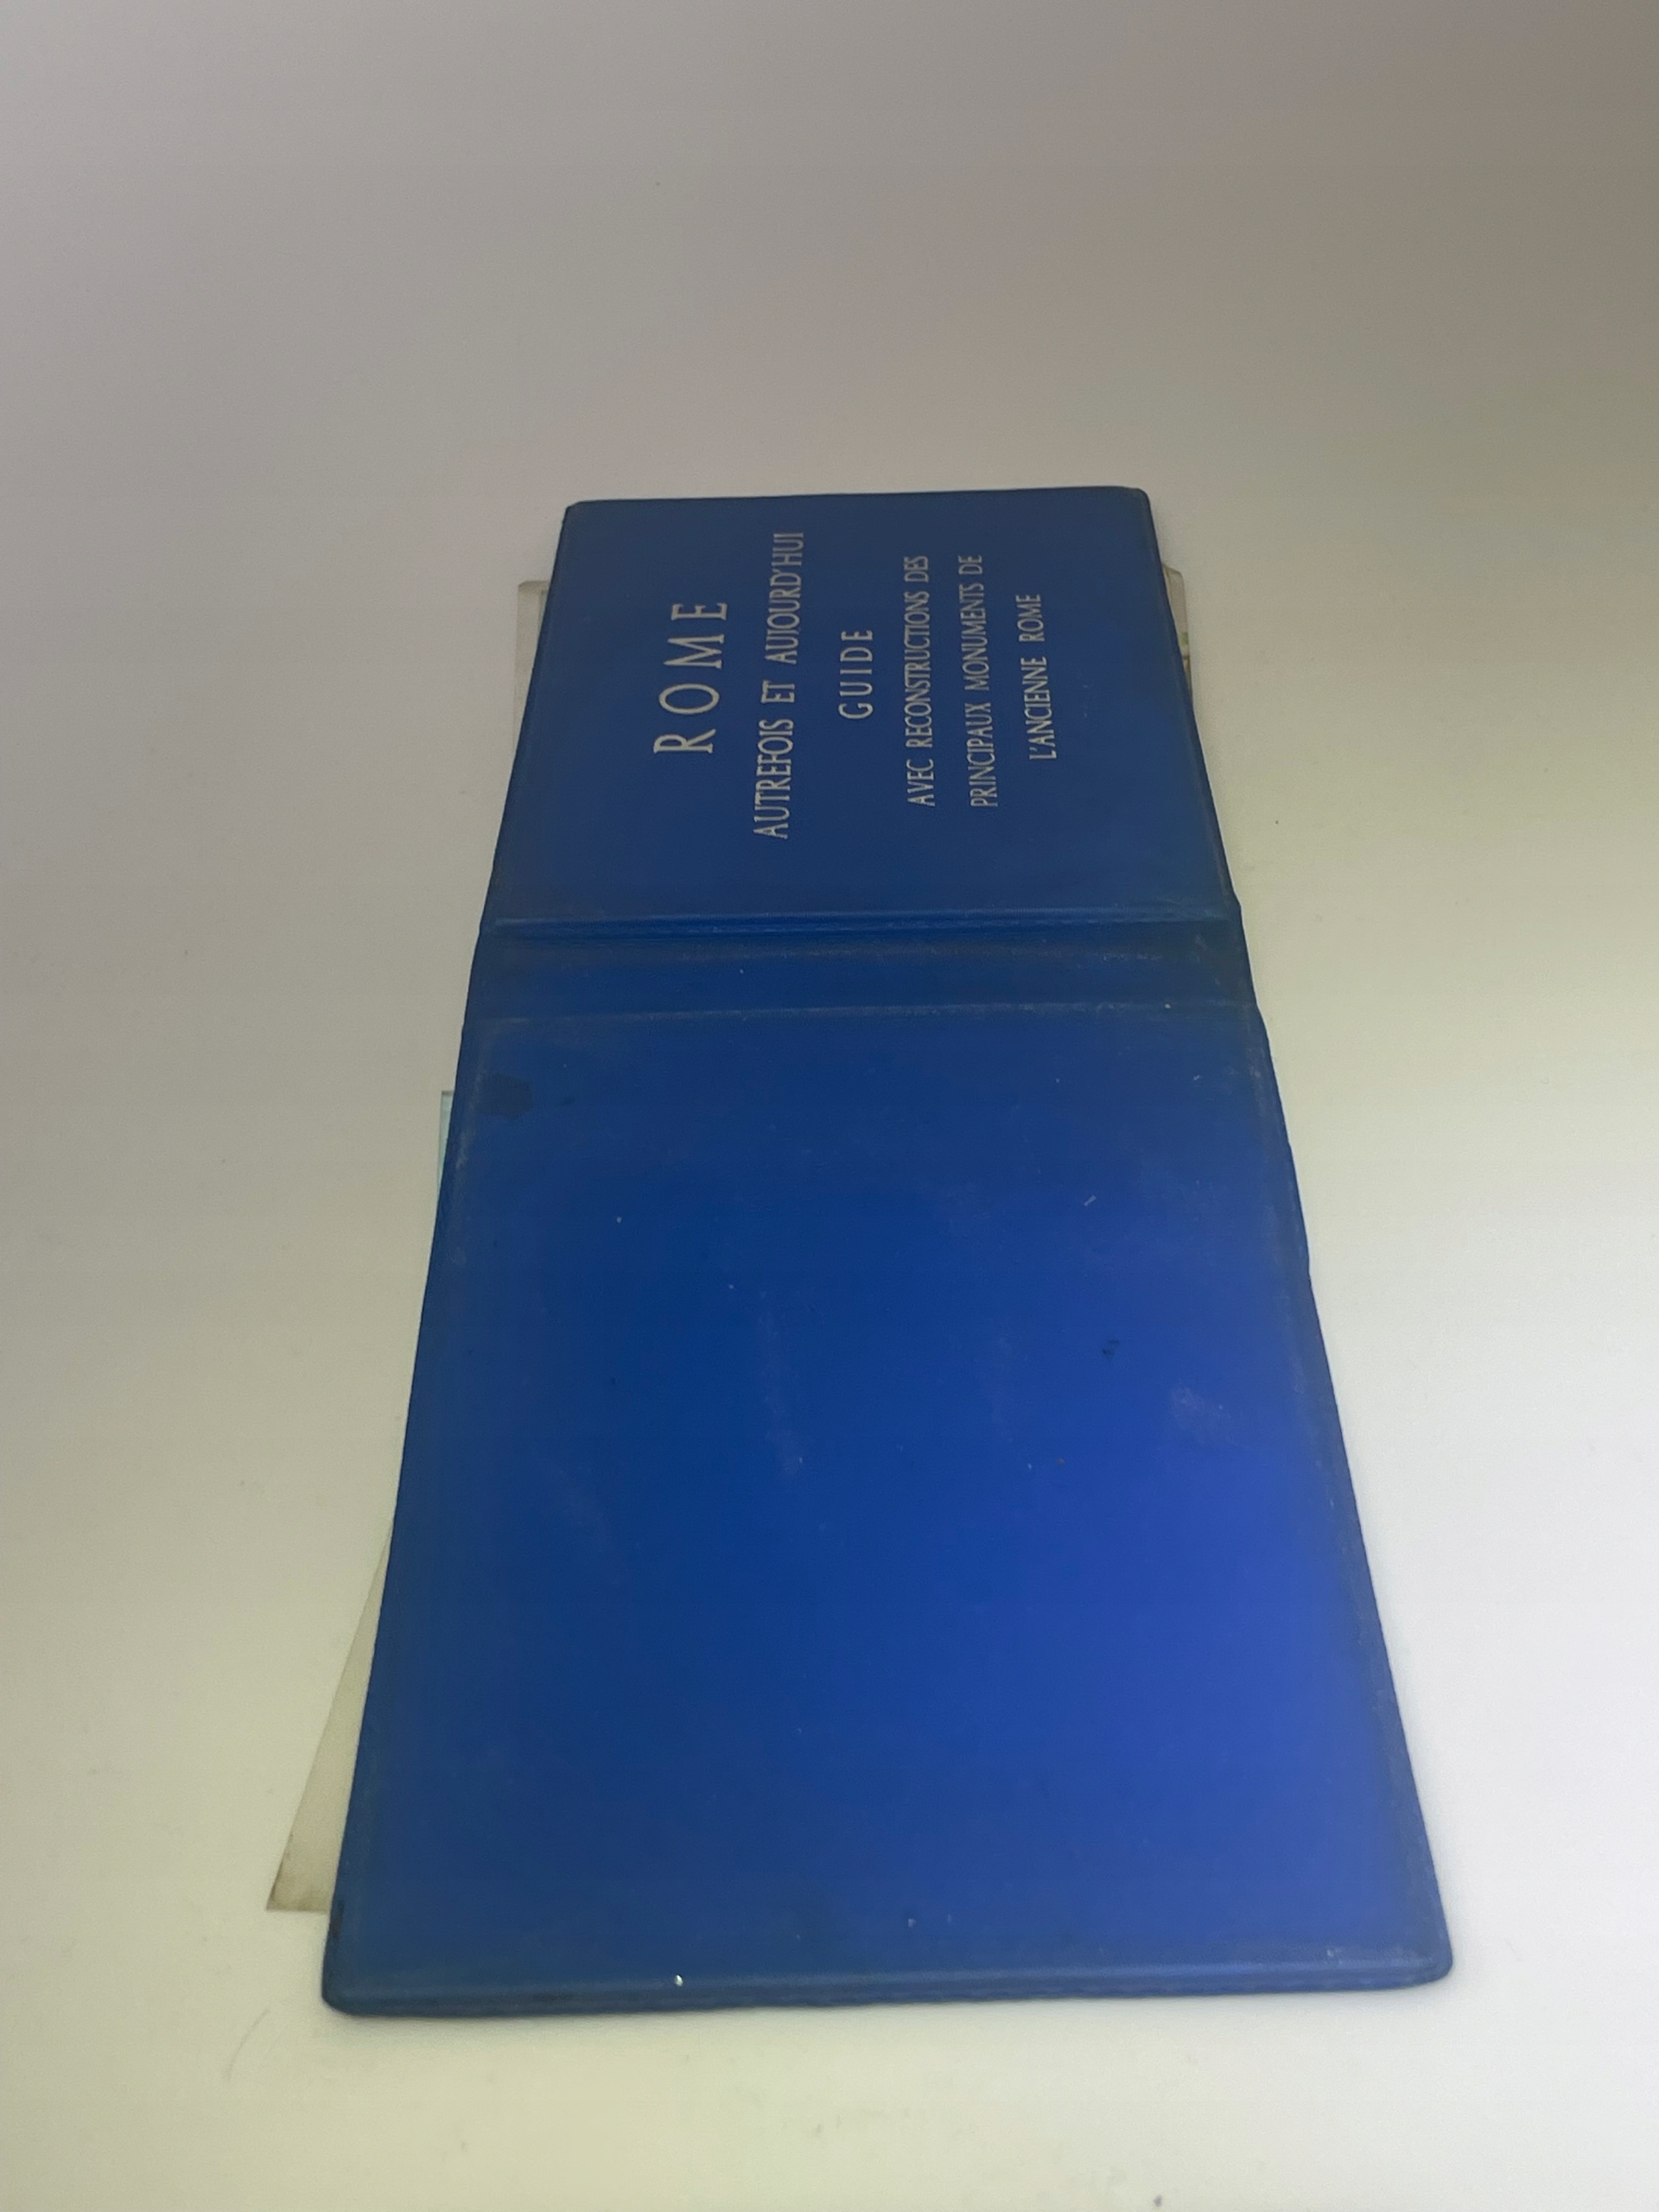 ROME
AUTREFOIS ET AUJOURD'HUI
GUIDE
AVEC RECONSTRUCTIONS DES
PRINCIPAUX MONUMENTS DE
L'ANCIENNE ROME